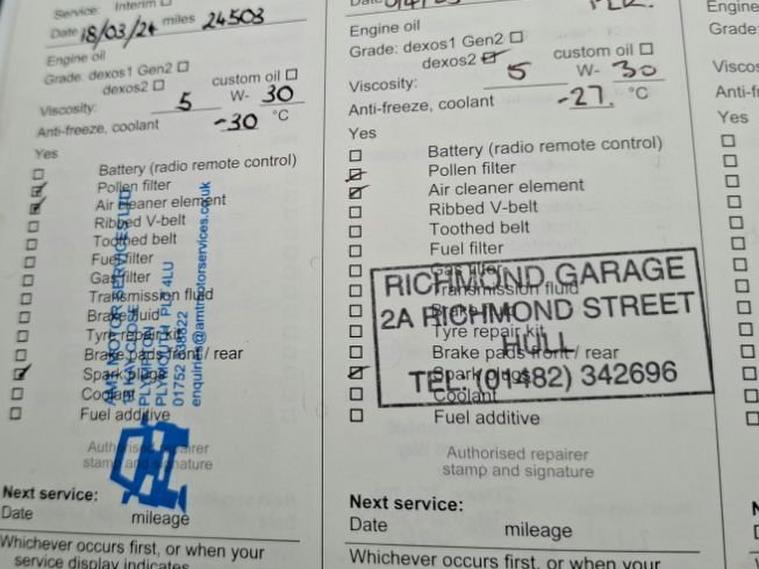 Service: Interim
Date 18/03/24 miles 24503
Engine oil
Grade: dexos1 Gen2
dexos2
custom oil
Viscosity: 5 W- 30
Anti-freeze, coolant -30 °C
Yes
Battery (radio remote control)
Pollen filter
Air cleaner element
Ribbed V-belt
Toothed belt
Fuel filter
Gas filter
Transmission fluid
Brake fluid
Tyre repair kit
Brake pads front / rear
Spark plugs
Coolant
Fuel additive
PLYMPTON
PLYMOUTH PL7 4LU
enquiries@amtmotorservices.co.uk
Authorised repairer
stamp and signature
Next service:
Date mileage
Whichever occurs first, or when your
service display indicates
Engine oil
Grade: dexos1 Gen2
dexos2
custom oil
Viscosity: 5 W- 30
Anti-freeze, coolant -27. °C
Yes
Battery (radio remote control)
Pollen filter
Air cleaner element
Ribbed V-belt
Toothed belt
Fuel filter
Gas filter
Transmission fluid
Brake fluid
Tyre repair kit
Brake pads front / rear
Spark plugs
Coolant
Fuel additive
RICHMOND GARAGE
2A RICHMOND STREET
HULL
TEL: (01482) 342696
Authorised repairer
stamp and signature
Next service:
Date mileage
Whichever occurs first, or when your
Engine
Grade:
Yes